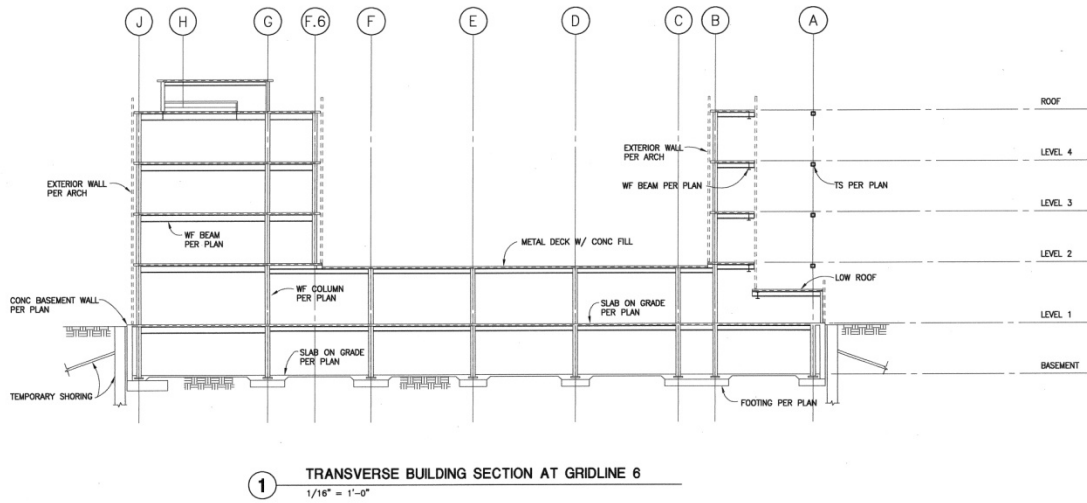 J H G F.6 F E D C B A
ROOF
LEVEL 4
EXTERIOR WALL
PER ARCH
EXTERIOR WALL
PER ARCH
WF BEAM PER PLAN
TS PER PLAN
LEVEL 3
WF BEAM
PER PLAN
METAL DECK W/ CONC FILL
LEVEL 2
LOW ROOF
CONC BASEMENT WALL
PER PLAN
WF COLUMN
PER PLAN
SLAB ON GRADE
PER PLAN
LEVEL 1
SLAB ON GRADE
PER PLAN
BASEMENT
TEMPORARY SHORING
FOOTING PER PLAN
1 TRANSVERSE BUILDING SECTION AT GRIDLINE 6
1/16" = 1'-0"